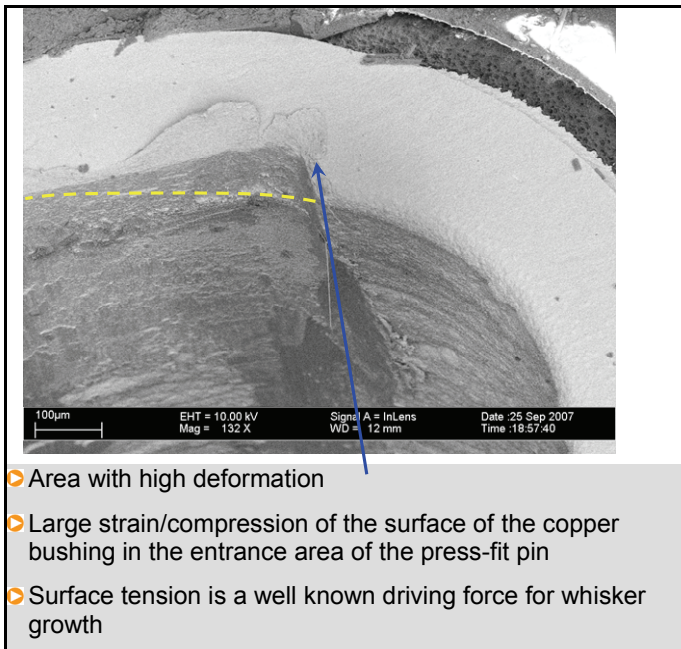 100µm
EHT = 10.00 kV Signal A = InLens Date :25 Sep 2007
Mag = 132 X WD = 12 mm Time :18:57:40
Area with high deformation
Large strain/compression of the surface of the copper
bushing in the entrance area of the press-fit pin
Surface tension is a well known driving force for whisker
growth